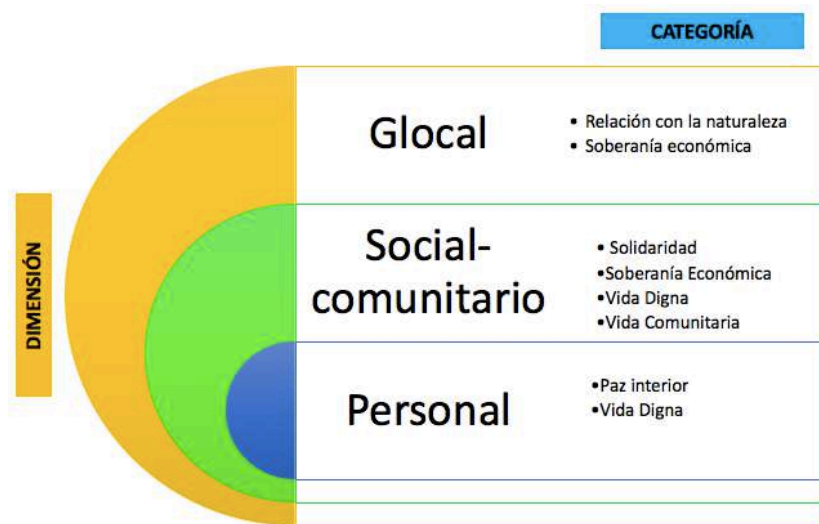 CATEGORÍA
DIMENSIÓN
Glocal
• Relación con la naturaleza
• Soberanía económica
Social-
comunitario
• Solidaridad
•Soberanía Económica
•Vida Digna
•Vida Comunitaria
Personal
•Paz interior
•Vida Digna